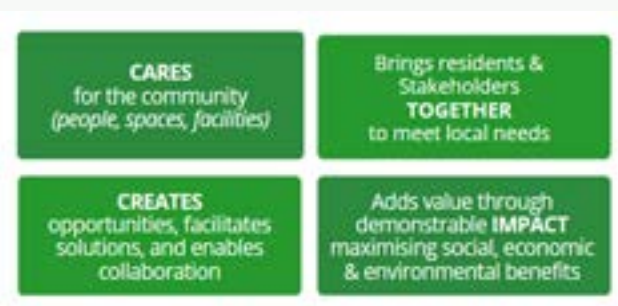 CARES
for the community
(people, spaces, facilities)
Brings residents &
Stakeholders
TOGETHER
to meet local needs
CREATES
opportunities, facilitates
solutions, and enables
collaboration
Adds value through
demonstrable IMPACT
maximising social, economic
& environmental benefits